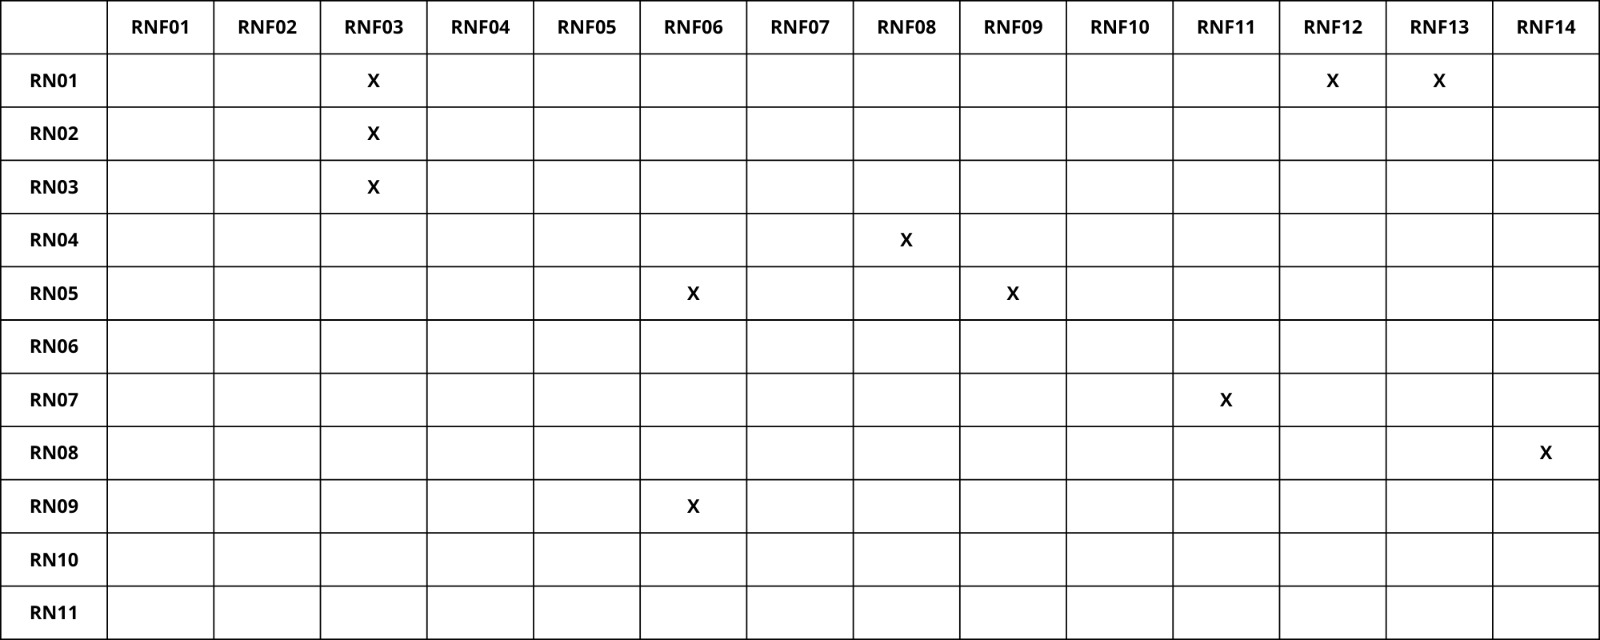 RNF01 RNF02 RNF03 RNF04 RNF05 RNF06 RNF07 RNF08 RNF09 RNF10 RNF11 RNF12 RNF13 RNF14
RN01 X X X
RN02 X
RN03 X
RN04 X
RN05 X X
RN06
RN07 X
RN08 X
RN09 X
RN10
RN11